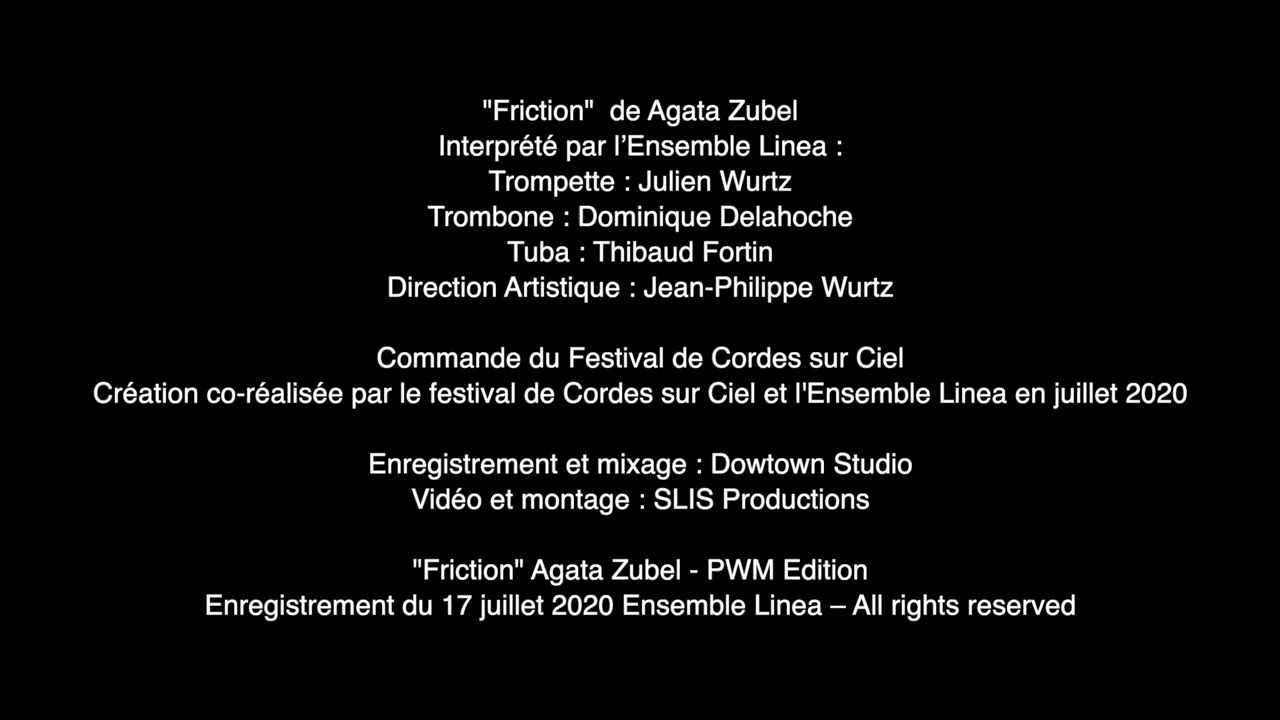 "Friction"  de Agata Zubel
Interprété par l’Ensemble Linea :
Trompette : Julien Wurtz
Trombone : Dominique Delahoche
Tuba : Thibaud Fortin
Direction Artistique : Jean-Philippe Wurtz
Commande du Festival de Cordes sur Ciel
Création co-réalisée par le festival de Cordes sur Ciel et l'Ensemble Linea en juillet 2020
Enregistrement et mixage : Dowtown Studio
Vidéo et montage : SLIS Productions
"Friction" Agata Zubel - PWM Edition
Enregistrement du 17 juillet 2020 Ensemble Linea – All rights reserved